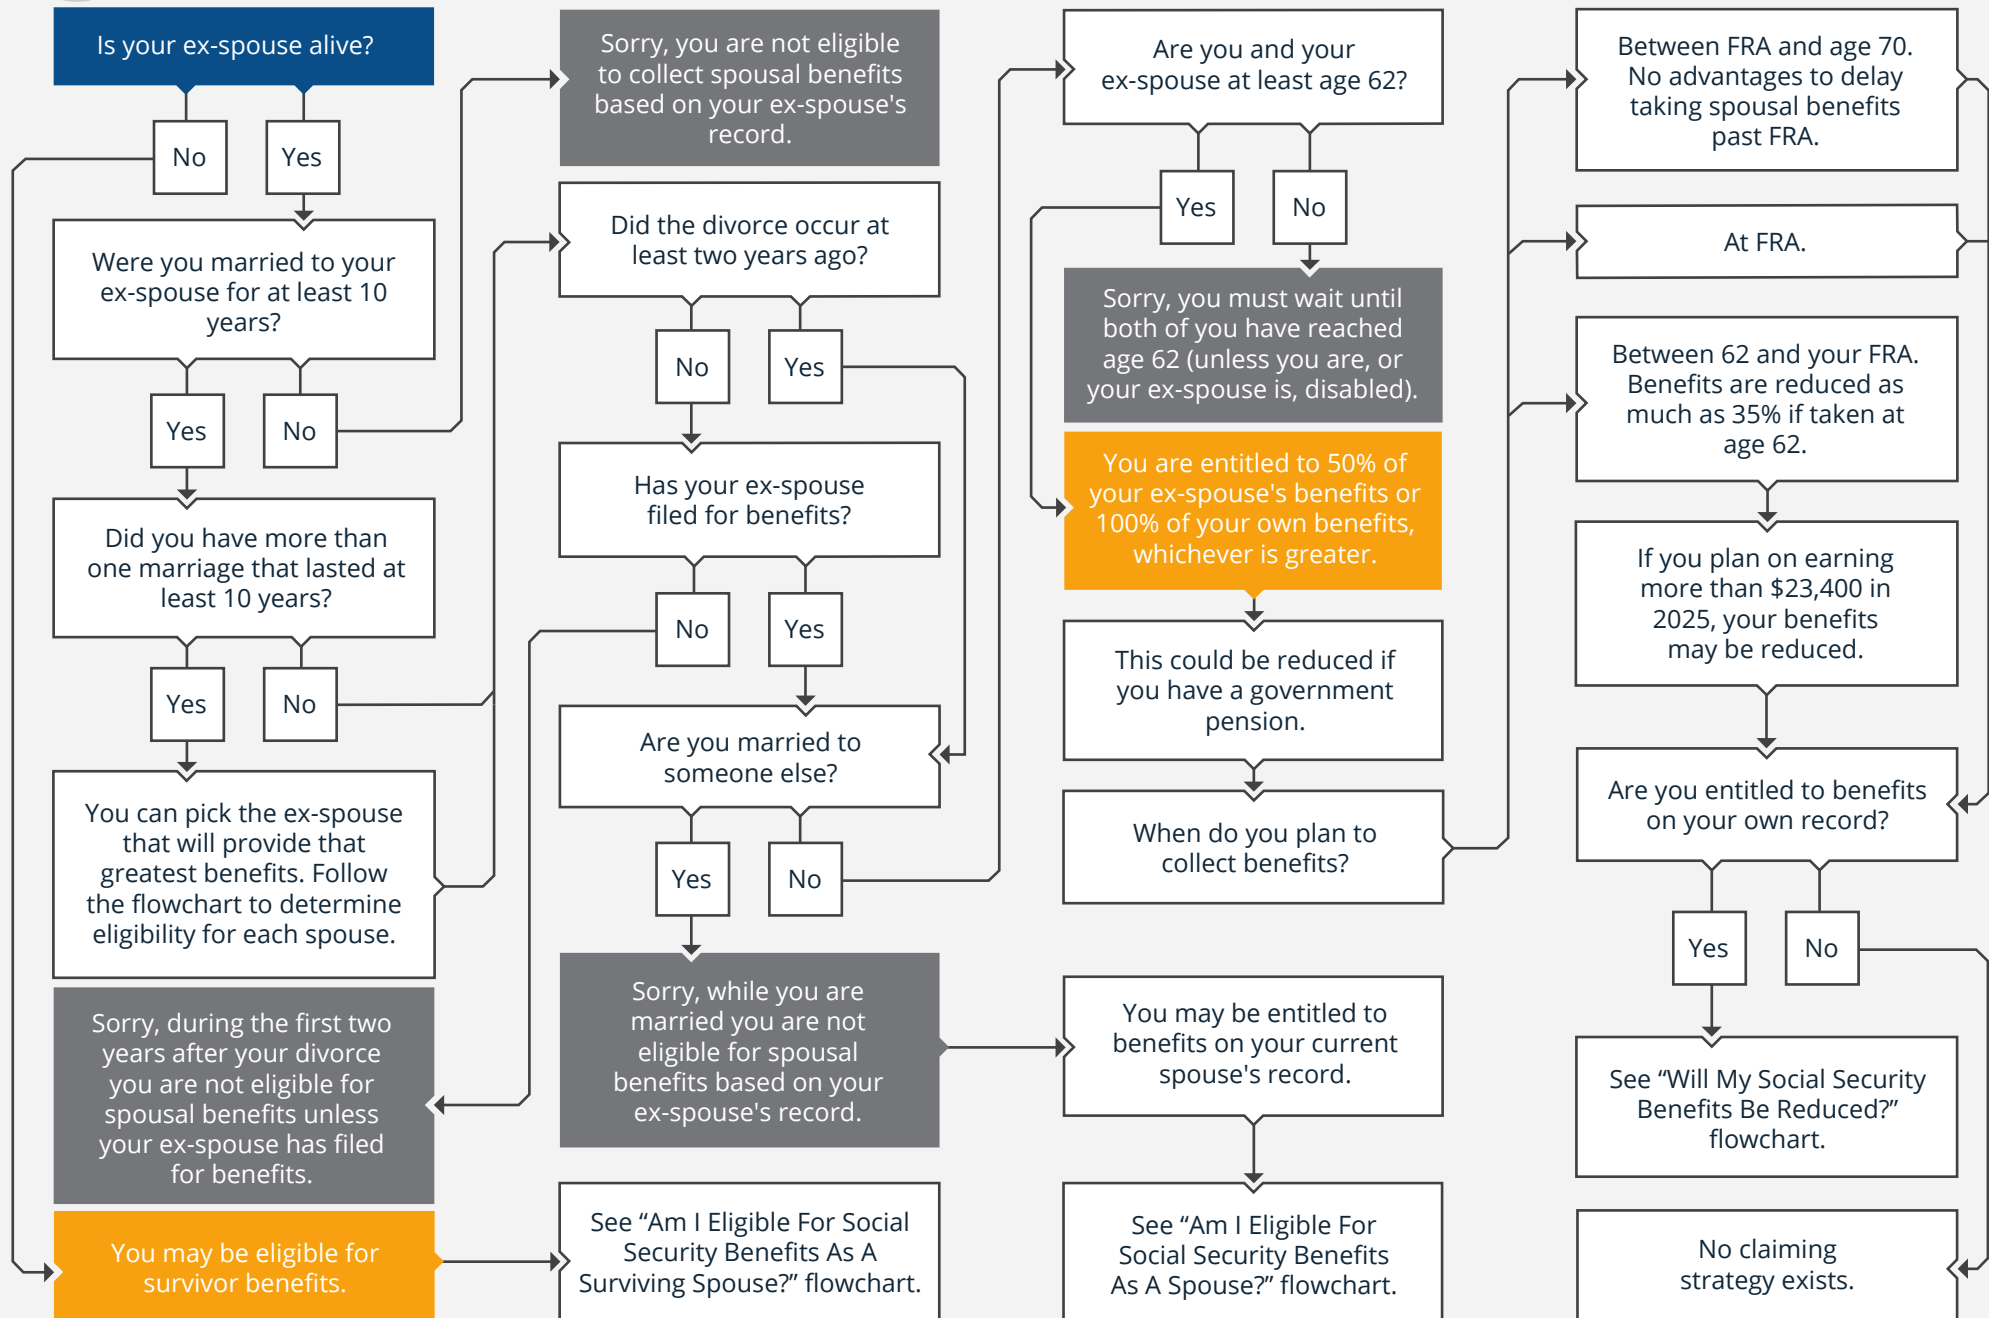 Is your ex-spouse alive?
No
Yes
Were you married to your
ex-spouse for at least 10
years?
Yes
No
Did you have more than
one marriage that lasted at
least 10 years?
Yes
No
You can pick the ex-spouse
that will provide that
greatest benefits. Follow
the flowchart to determine
eligibility for each spouse.
Sorry, during the first two
years after your divorce
you are not eligible for
spousal benefits unless
your ex-spouse has filed
for benefits.
You may be eligible for
survivor benefits.
Sorry, you are not eligible
to collect spousal benefits
based on your ex-spouse's
record.
Did the divorce occur at
least two years ago?
No
Yes
Has your ex-spouse
filed for benefits?
No
Yes
Are you married to
someone else?
Yes
No
Sorry, while you are
married you are not
eligible for spousal
benefits based on your
ex-spouse's record.
See “Am I Eligible For Social
Security Benefits As A
Surviving Spouse?” flowchart.
Are you and your
ex-spouse at least age 62?
Yes
No
Sorry, you must wait until
both of you have reached
age 62 (unless you are, or
your ex-spouse is, disabled).
You are entitled to 50% of
your ex-spouse's benefits or
100% of your own benefits,
whichever is greater.
This could be reduced if
you have a government
pension.
When do you plan to
collect benefits?
You may be entitled to
benefits on your current
spouse's record.
See “Am I Eligible For
Social Security Benefits
As A Spouse?” flowchart.
Between FRA and age 70.
No advantages to delay
taking spousal benefits
past FRA.
At FRA.
Between 62 and your FRA.
Benefits are reduced as
much as 35% if taken at
age 62.
If you plan on earning
more than $23,400 in
2025, your benefits
may be reduced.
Are you entitled to benefits
on your own record?
Yes
No
See “Will My Social Security
Benefits Be Reduced?”
flowchart.
No claiming
strategy exists.